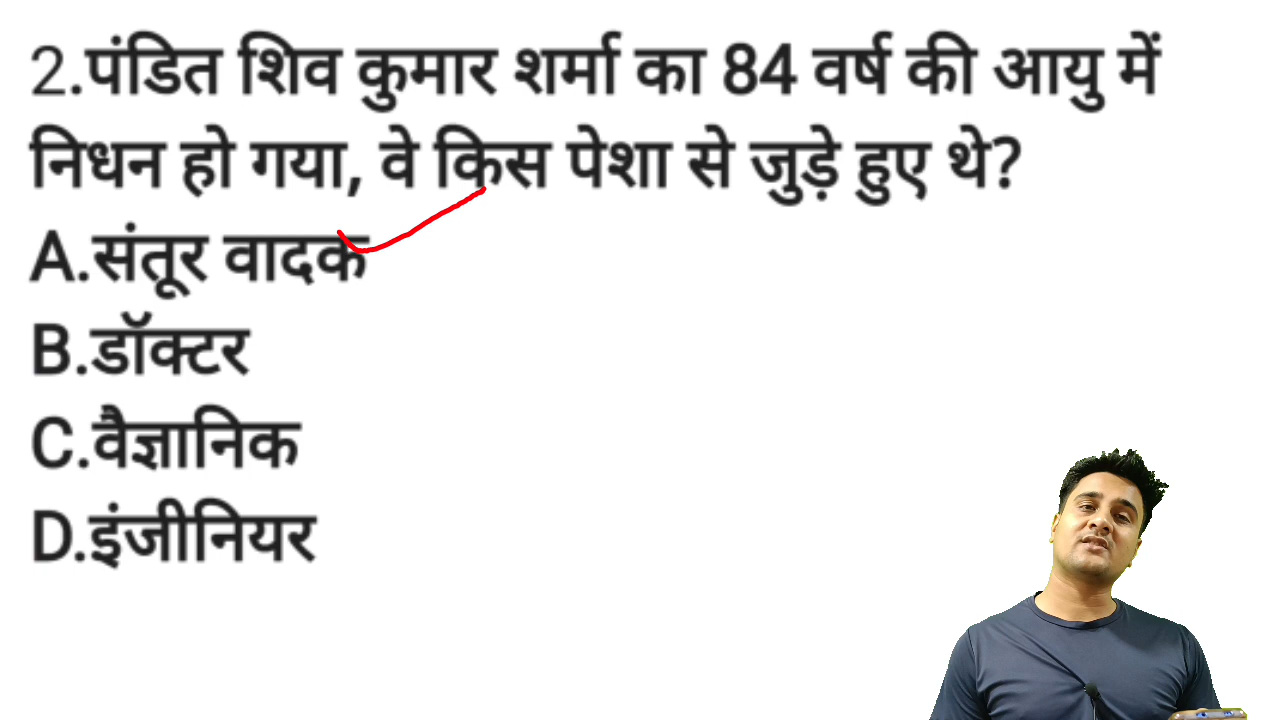 2.पंडित शिव कुमार शर्मा का 84 वर्ष की आयु में
निधन हो गया, वे किस पेशा से जुड़े हुए थे?
A.संतूर वादक
B.डॉक्टर
C.वैज्ञानिक
D.इंजीनियर